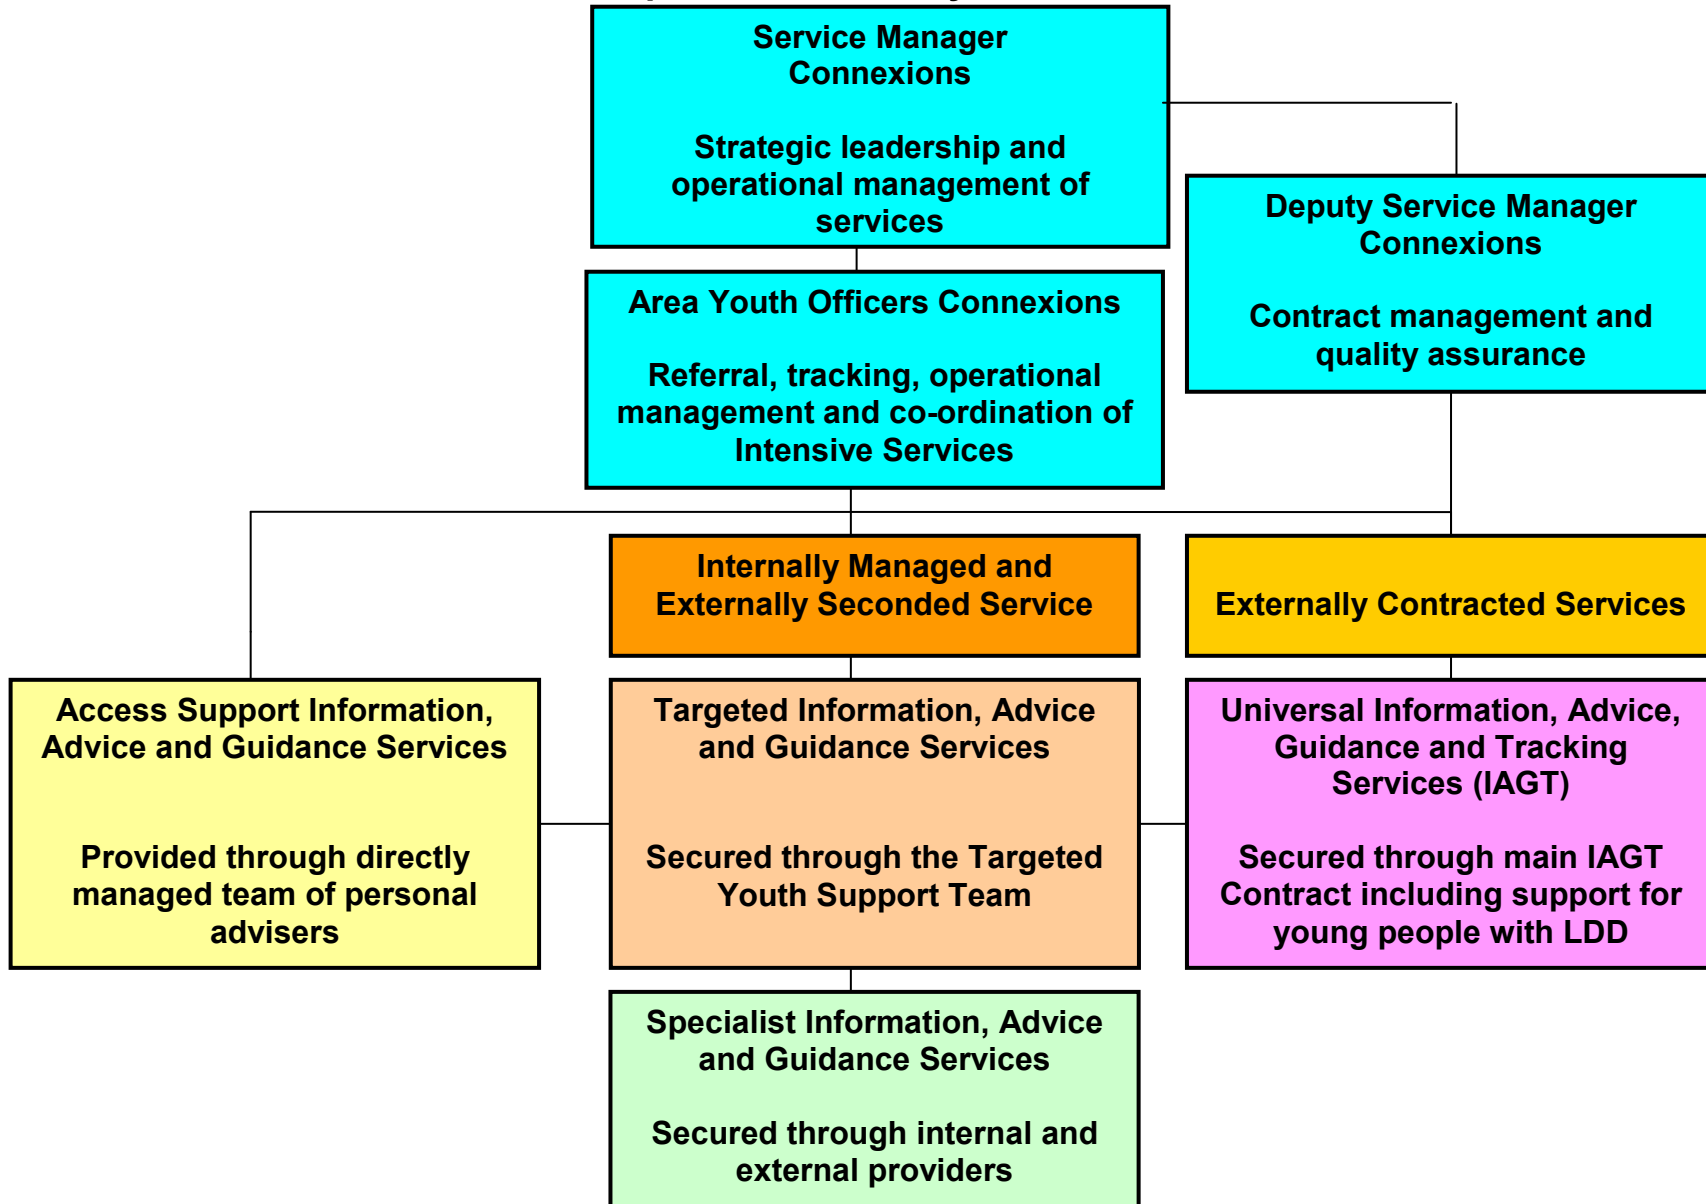 Service Manager
Connexions
Strategic leadership and
operational management of
services
Deputy Service Manager
Connexions
Contract management and
quality assurance
Area Youth Officers Connexions
Referral, tracking, operational
management and co-ordination of
Intensive Services
Internally Managed and
Externally Seconded Service
Externally Contracted Services
Access Support Information,
Advice and Guidance Services
Provided through directly
managed team of personal
advisers
Targeted Information, Advice
and Guidance Services
Secured through the Targeted
Youth Support Team
Universal Information, Advice,
Guidance and Tracking
Services (IAGT)
Secured through main IAGT
Contract including support for
young people with LDD
Specialist Information, Advice
and Guidance Services
Secured through internal and
external providers